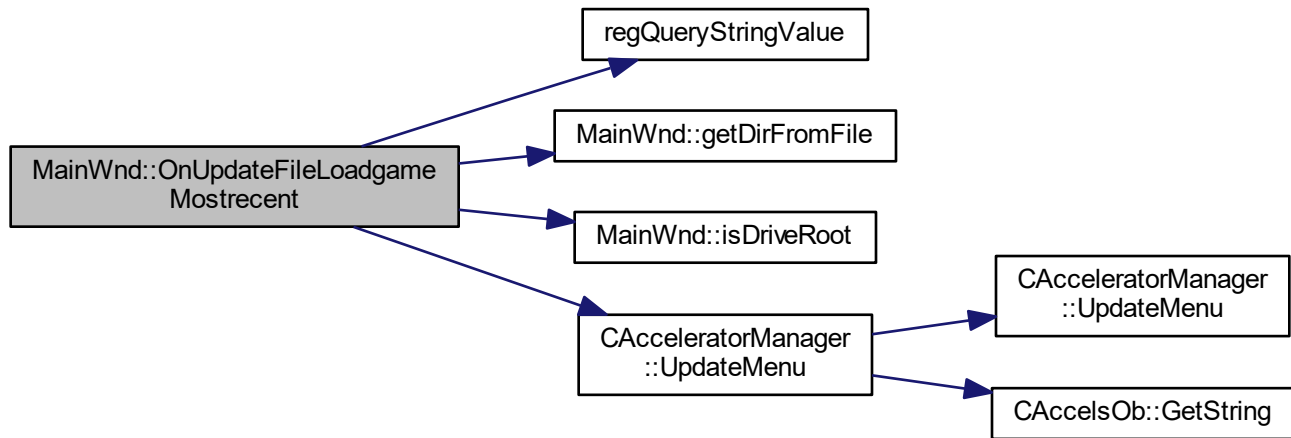 regQueryStringValue
MainWnd::getDirFromFile
MainWnd::OnUpdateFileLoadgame
Mostrecent
MainWnd::isDriveRoot
CAcceleratorManager
::UpdateMenu
CAcceleratorManager
::UpdateMenu
CAccelsOb::GetString